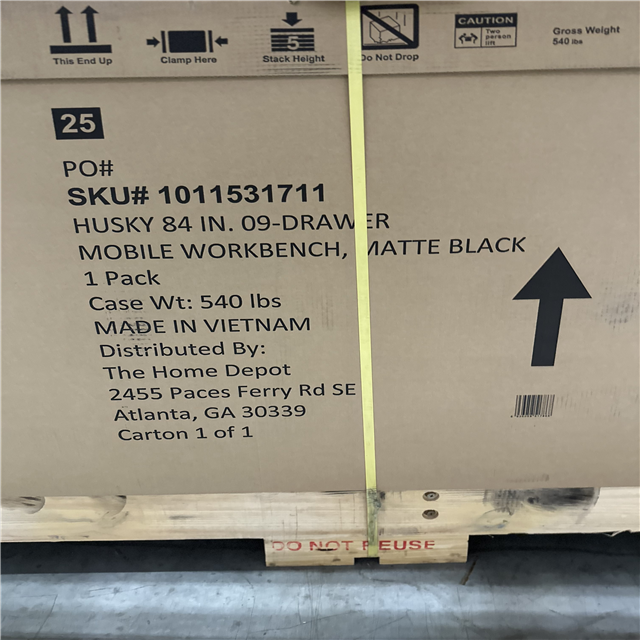 This End Up
Clamp Here
5
Stack Height
Do Not Drop
CAUTION
Two person lift
Gross Weight
540 lbs
25
PO#
SKU# 1011531711
HUSKY 84 IN. 09-DRAWER
MOBILE WORKBENCH, MATTE BLACK
1 Pack
Case Wt: 540 lbs
MADE IN VIETNAM
Distributed By:
The Home Depot
2455 Paces Ferry Rd SE
Atlanta, GA 30339
Carton 1 of 1
DO NOT REUSE